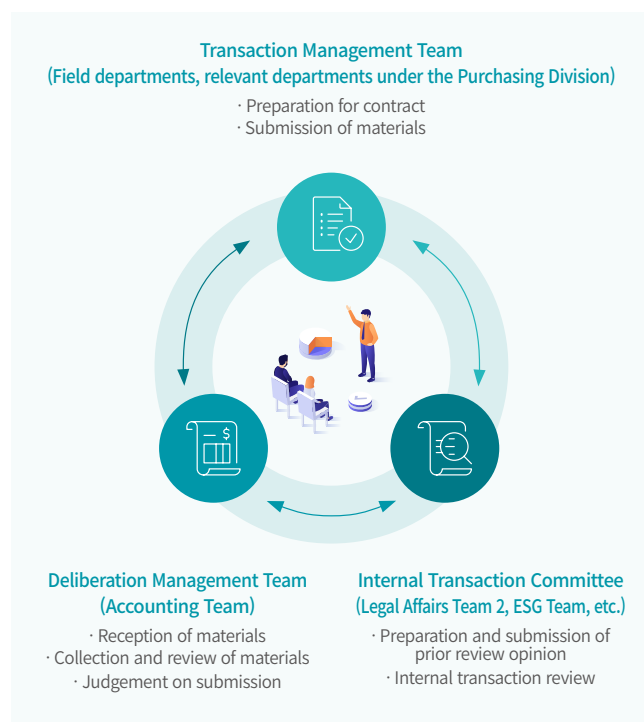 Transaction Management Team
(Field departments, relevant departments under the Purchasing Division)
· Preparation for contract
· Submission of materials
$
Deliberation Management Team
(Accounting Team)
· Reception of materials
· Collection and review of materials
· Judgement on submission
Internal Transaction Committee
(Legal Affairs Team 2, ESG Team, etc.)
· Preparation and submission of
prior review opinion
· Internal transaction review